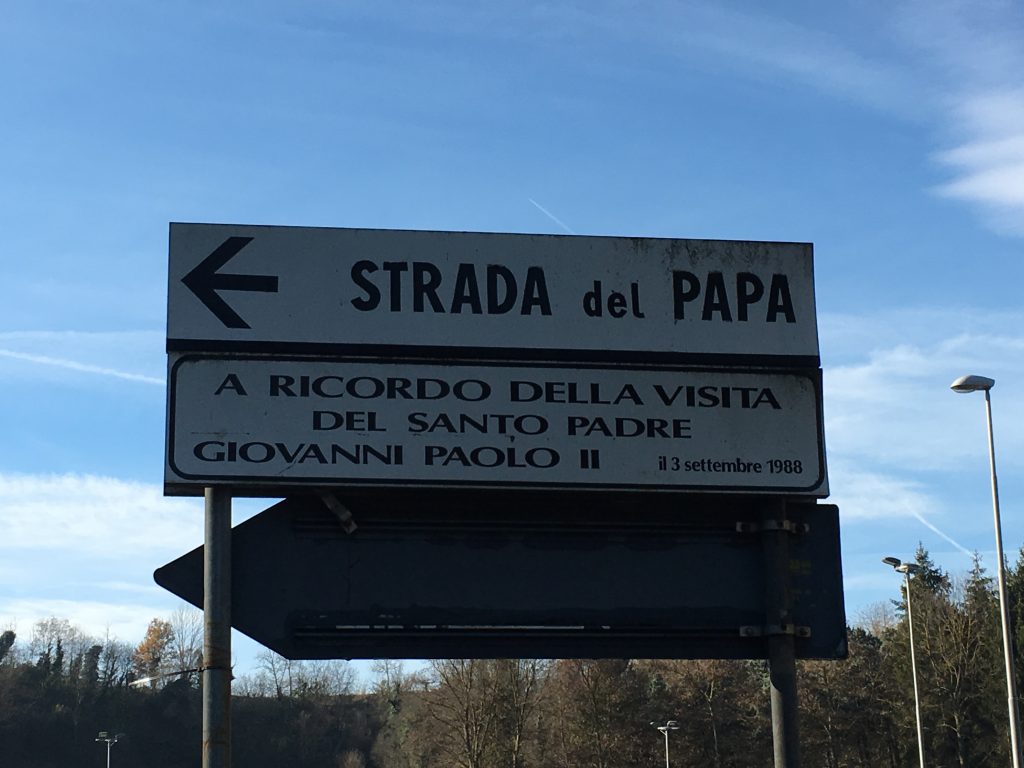 STRADA del PAPA
A RICORDO DELLA VISITA
DEL SANTO PADRE
GIOVANNI PAOLO II il 3 settembre 1988